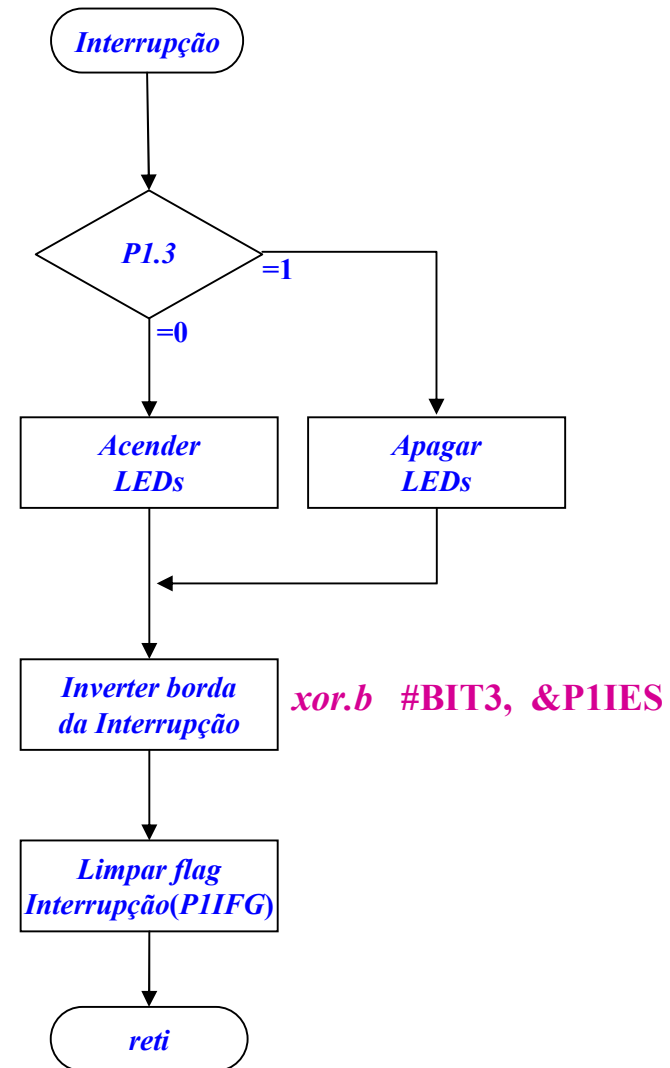 Interrupção
P1.3
=1
=0
Acender
LEDs
Apagar
LEDs
Inverter borda
da Interrupção
xor.b #BIT3, &P1IES
Limpar flag
Interrupção(P1IFG)
reti